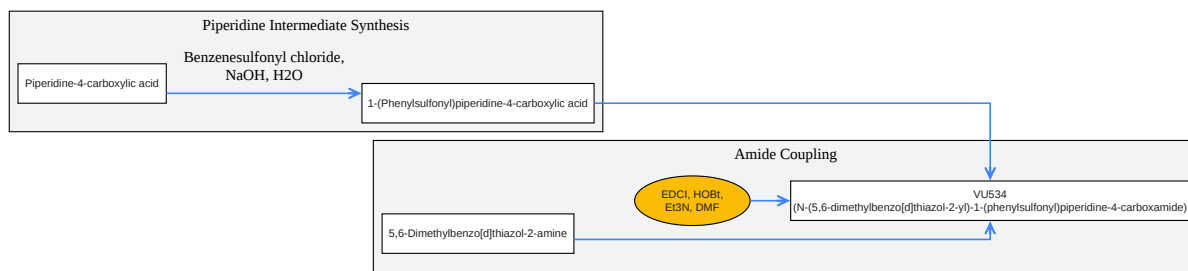 Piperidine Intermediate Synthesis
Benzenesulfonyl chloride,
NaOH, H2O
Piperidine-4-carboxylic acid
1-(Phenylsulfonyl)piperidine-4-carboxylic acid
Amide Coupling
EDCI, HOBt,
Et3N, DMF
VU534
(N-(5,6-dimethylbenzo[d]thiazol-2-yl)-1-(phenylsulfonyl)piperidine-4-carboxamide)
5,6-Dimethylbenzo[d]thiazol-2-amine